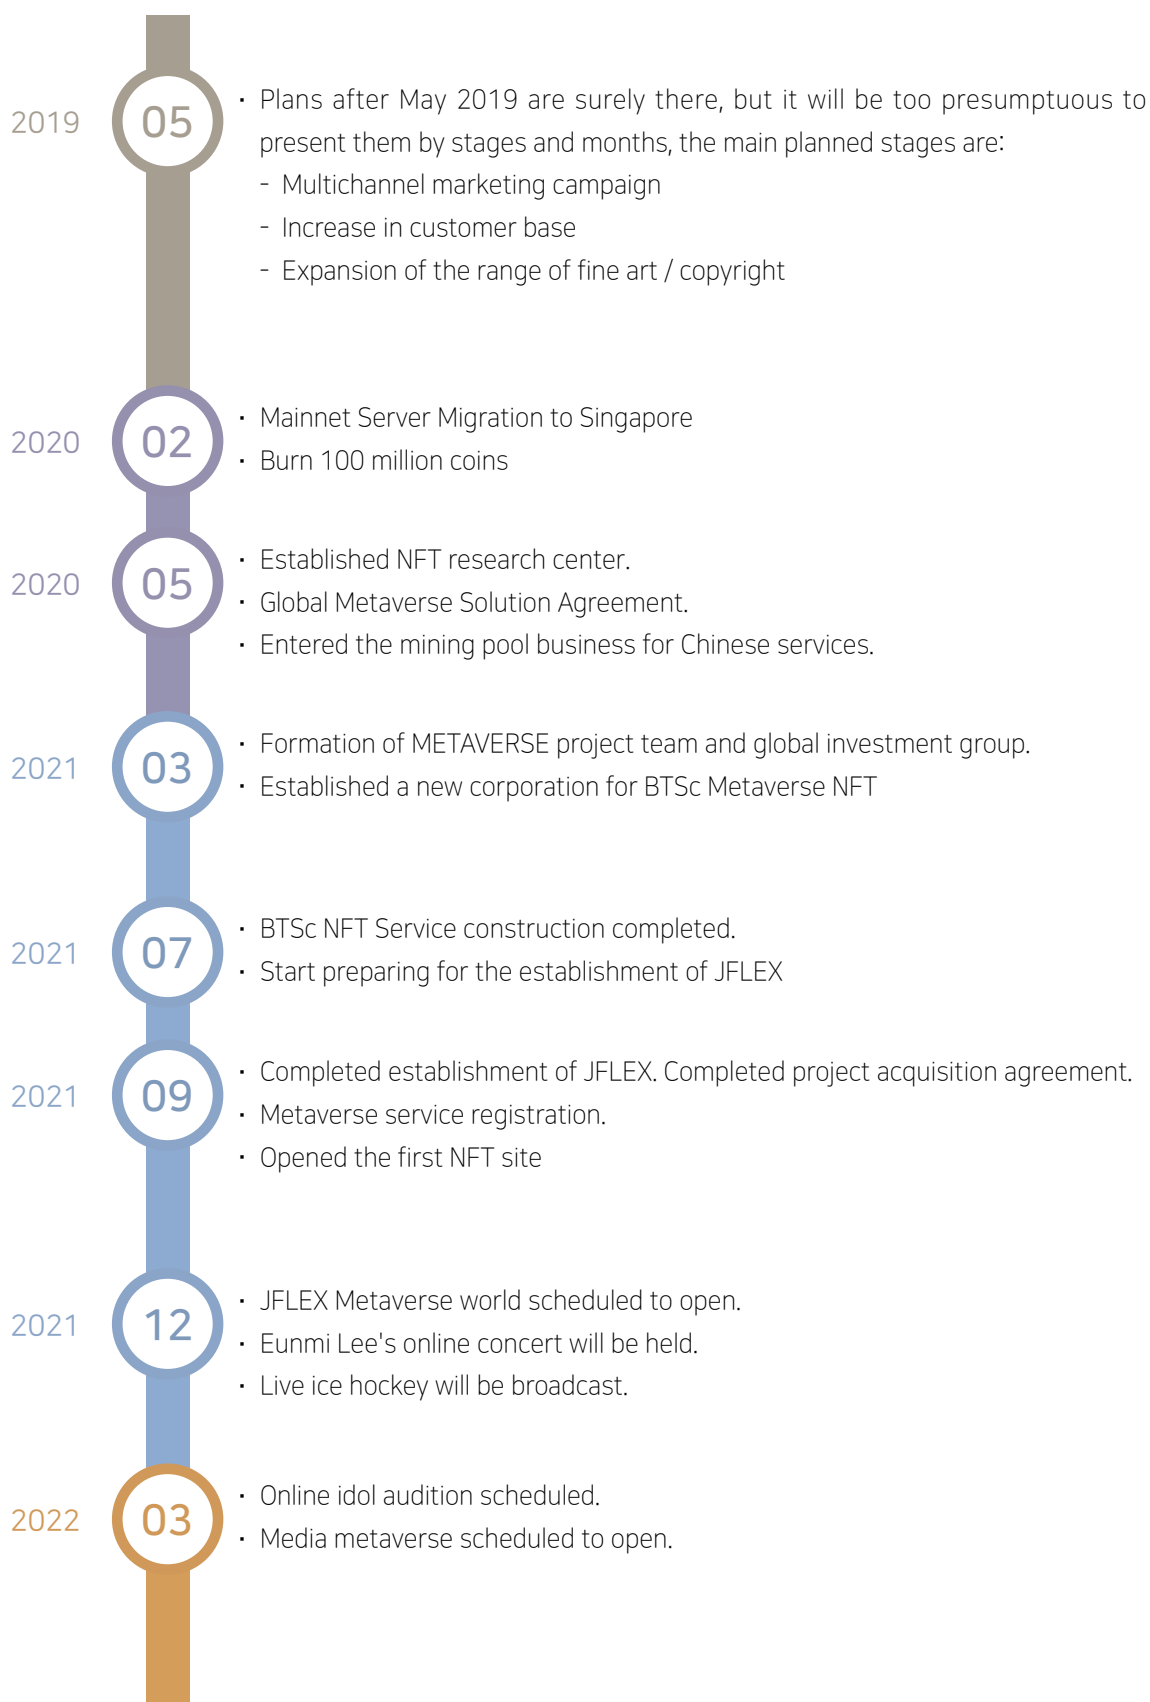 2019
05
· Plans after May 2019 are surely there, but it will be too presumptuous to
present them by stages and months, the main planned stages are:
- Multichannel marketing campaign
- Increase in customer base
- Expansion of the range of fine art / copyright
2020
02
· Mainnet Server Migration to Singapore
· Burn 100 million coins
2020
05
· Established NFT research center.
· Global Metaverse Solution Agreement.
· Entered the mining pool business for Chinese services.
2021
03
· Formation of METAVERSE project team and global investment group.
· Established a new corporation for BTSc Metaverse NFT
2021
07
· BTSc NFT Service construction completed.
· Start preparing for the establishment of JFLEX
2021
09
· Completed establishment of JFLEX. Completed project acquisition agreement.
· Metaverse service registration.
· Opened the first NFT site
2021
12
· JFLEX Metaverse world scheduled to open.
· Eunmi Lee's online concert will be held.
· Live ice hockey will be broadcast.
2022
03
· Online idol audition scheduled.
· Media metaverse scheduled to open.